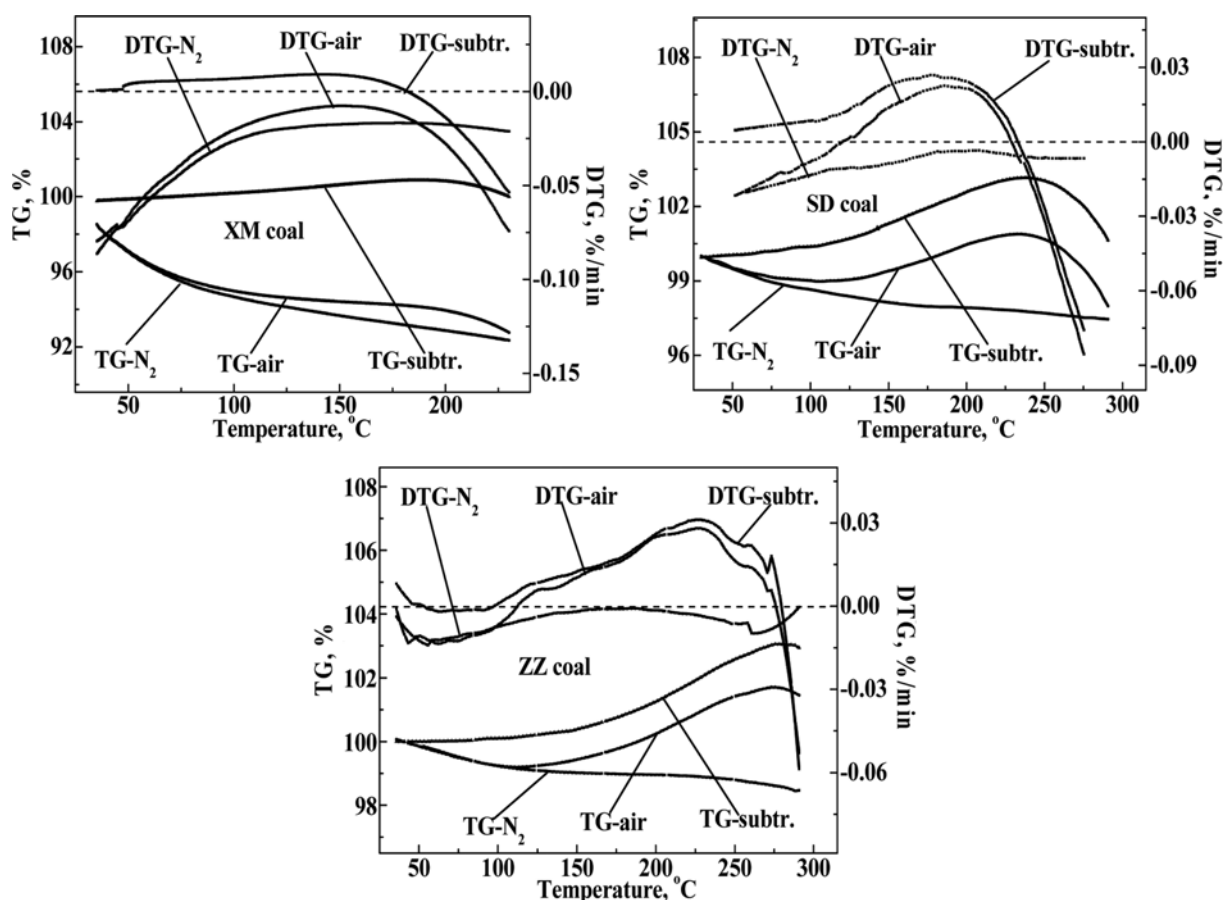 108
106
104
102
100
98
96
94
92
TG, %
DTG-N2
DTG-air
DTG-subtr.
0.00
-0.05
-0.10
-0.15
DTG, %/min
XM coal
TG-N2
TG-air
TG-subtr.
50 100 150 200
Temperature, °C
108
105
102
99
96
TG, %
DTG-N2
DTG-air
DTG-subtr.
0.03
0.00
-0.03
-0.06
-0.09
DTG, %/min
SD coal
TG-N2
TG-air
TG-subtr.
50 100 150 200 250 300
Temperature, °C
108
106
104
102
100
98
TG, %
DTG-N2
DTG-air
DTG-subtr.
0.03
0.00
-0.03
-0.06
DTG, %/min
ZZ coal
TG-N2
TG-air
TG-subtr.
50 100 150 200 250 300
Temperature, °C